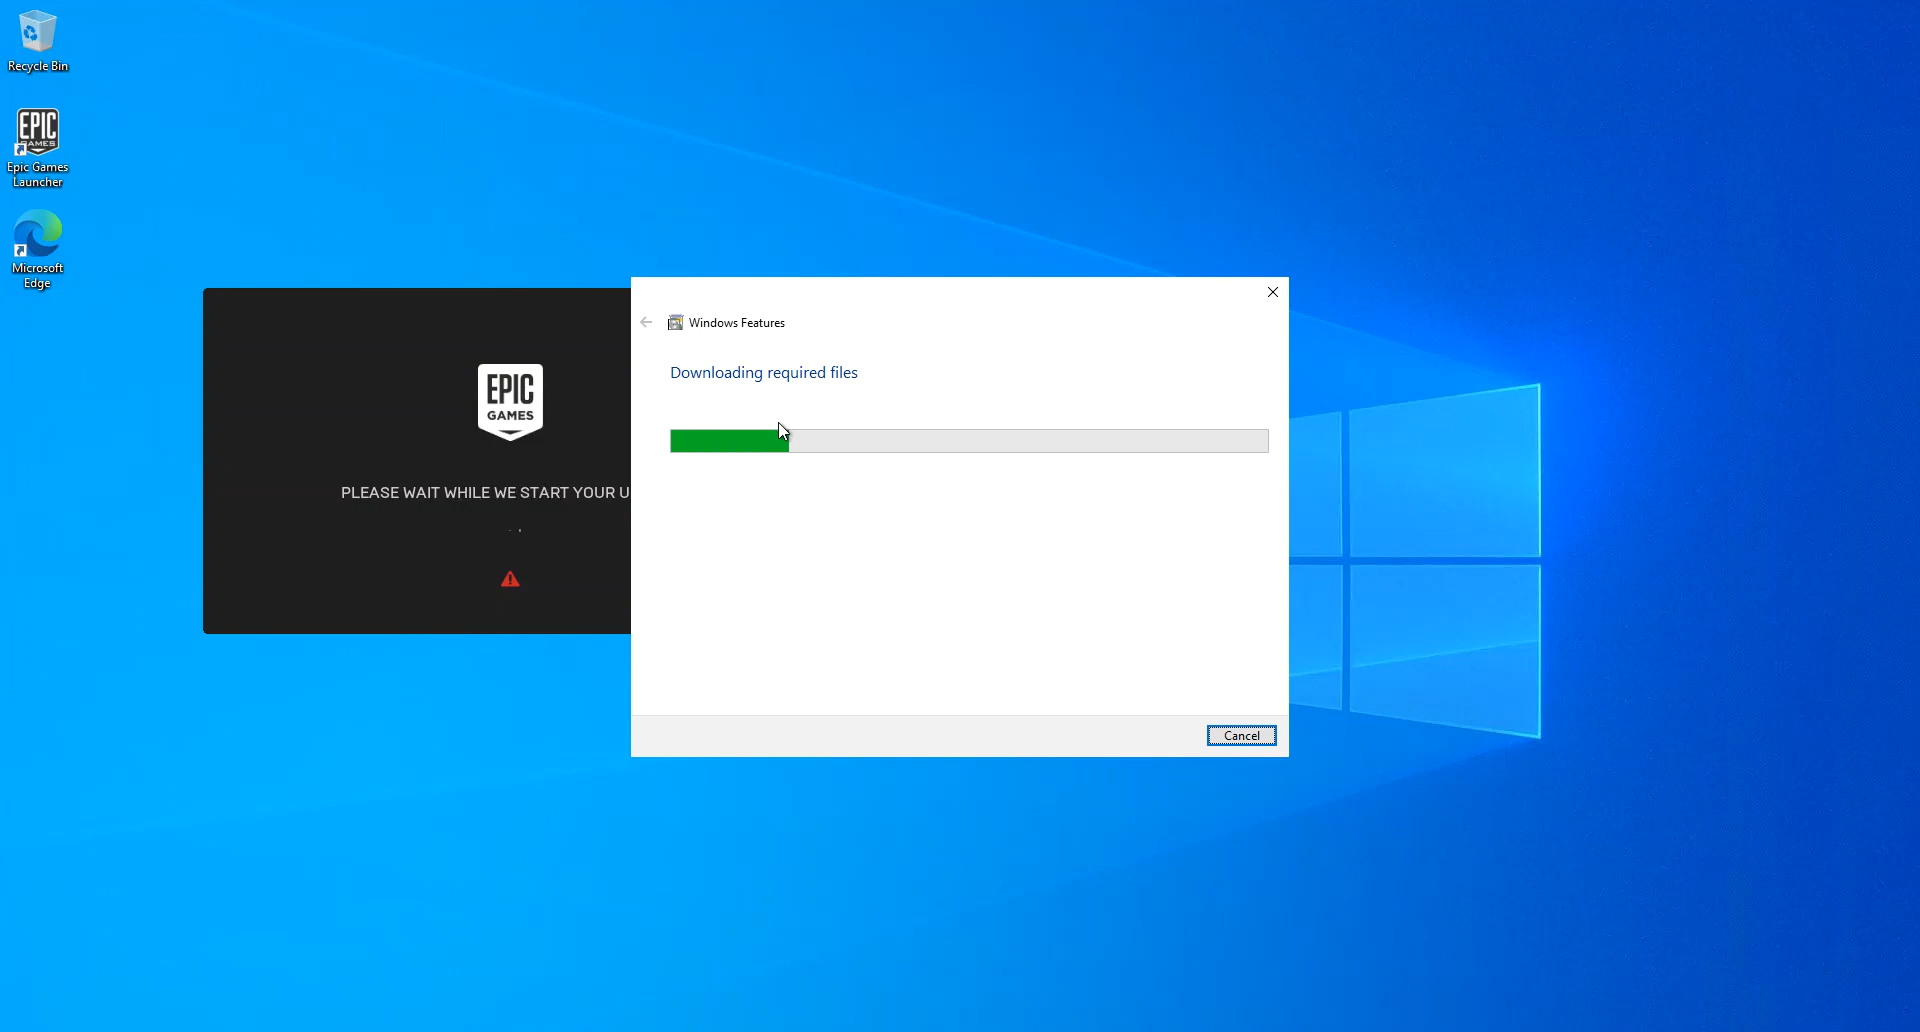 Recycle Bin
EPIC
GAMES
Epic Games
Launcher
Microsoft
Edge
EPIC
GAMES
PLEASE WAIT WHILE WE START YOUR U
Windows Features
Downloading required files
Cancel